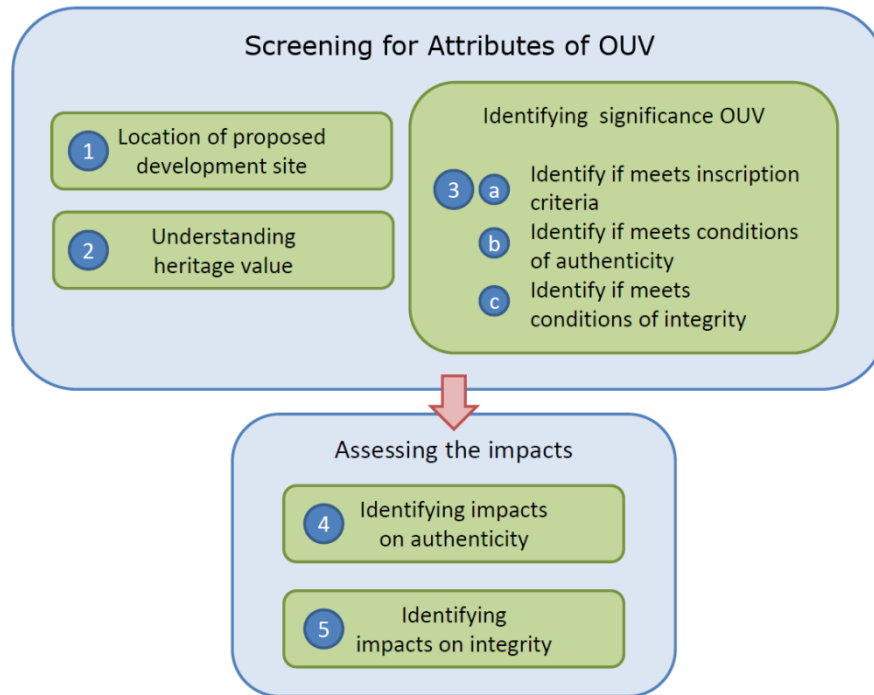 Screening for Attributes of OUV
1
Location of proposed
development site
2
Understanding
heritage value
Identifying significance OUV
3
a
Identify if meets inscription
criteria
b
Identify if meets conditions
of authenticity
c
Identify if meets
conditions of integrity
Assessing the impacts
4
Identifying impacts
on authenticity
5
Identifying
impacts on integrity